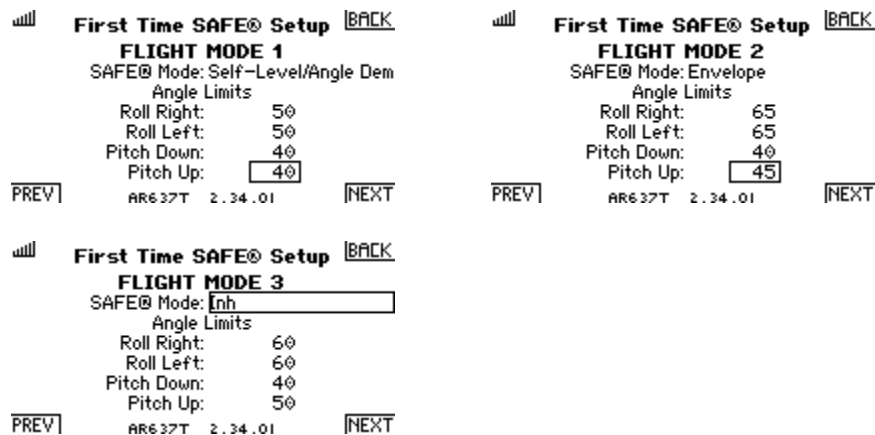 First Time SAFE® Setup BACK
FLIGHT MODE 1
SAFE® Mode: Self-Level/Angle Dem
Angle Limits
Roll Right: 50
Roll Left: 50
Pitch Down: 40
Pitch Up: 40
PREV AR637T 2.34.01 NEXT
First Time SAFE® Setup BACK
FLIGHT MODE 2
SAFE® Mode: Envelope
Angle Limits
Roll Right: 65
Roll Left: 65
Pitch Down: 40
Pitch Up: 45
PREV AR637T 2.34.01 NEXT
First Time SAFE® Setup BACK
FLIGHT MODE 3
SAFE® Mode: Inh
Angle Limits
Roll Right: 60
Roll Left: 60
Pitch Down: 40
Pitch Up: 50
PREV AR637T 2.34.01 NEXT